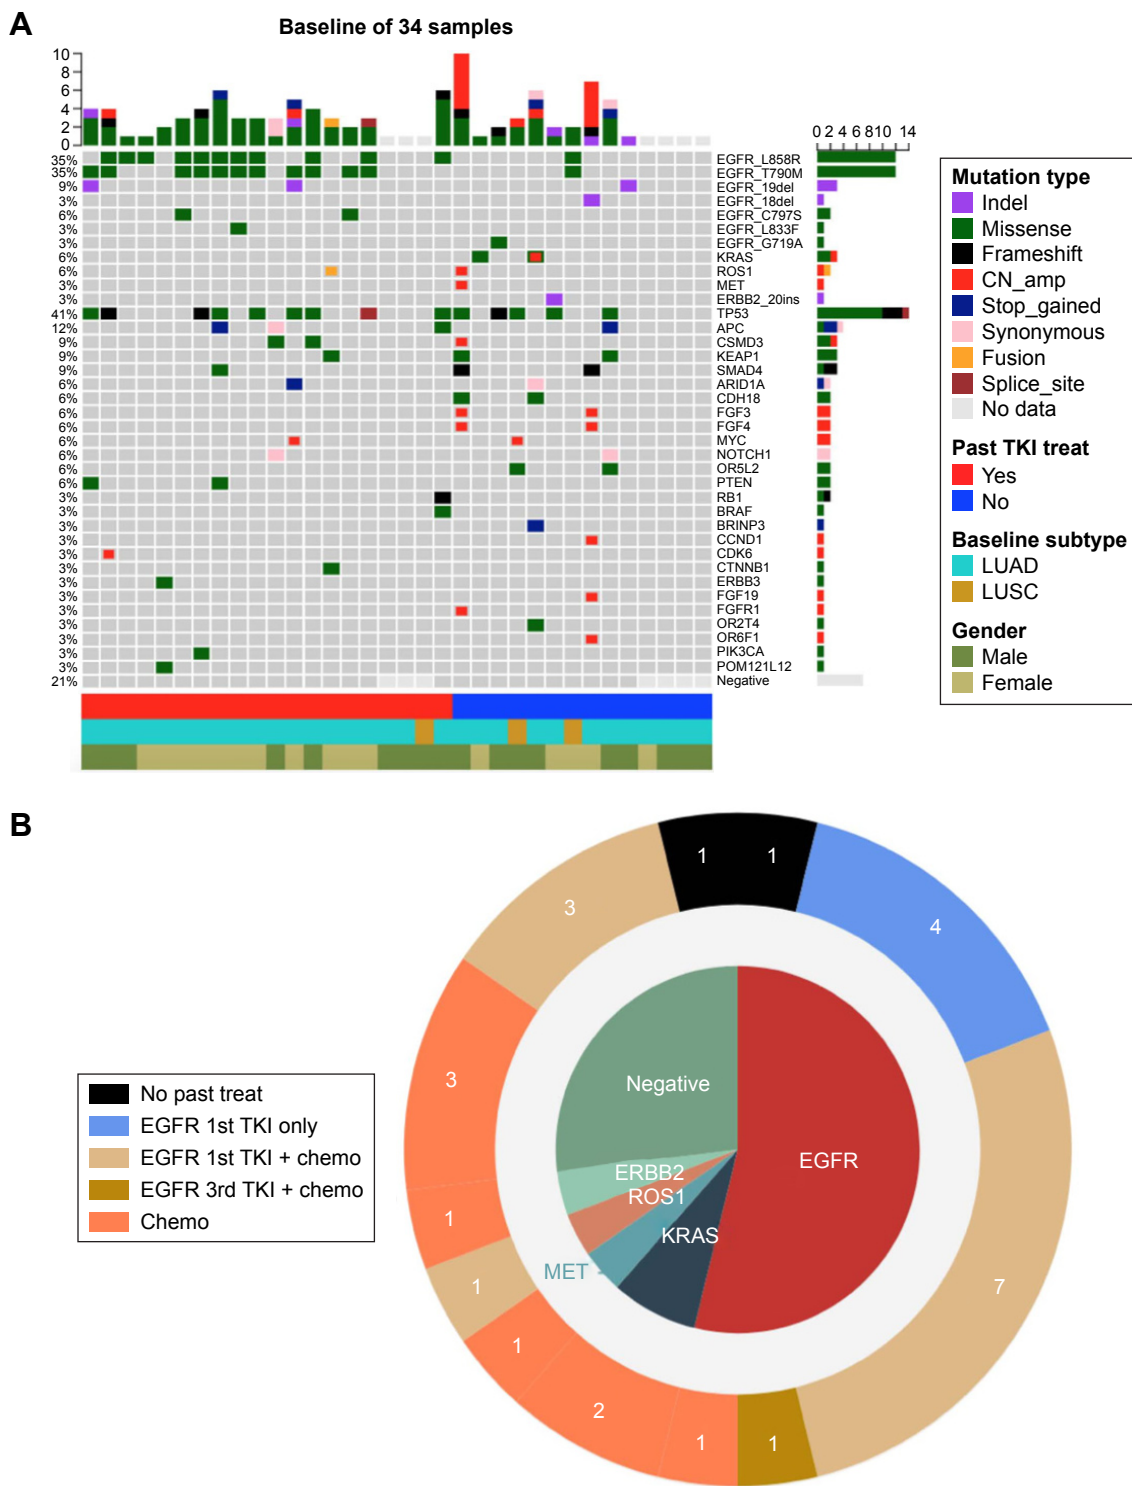 A
Baseline of 34 samples
10
8
6
4
2
0
0 2 4 6 8 10 14
35% EGFR_L858R
35% EGFR_T790M
9% EGFR_19del
3% EGFR_18del
6% EGFR_C797S
3% EGFR_L833F
3% EGFR_G719A
6% KRAS
6% ROS1
3% MET
3% ERBB2_20ins
41% TP53
12% APC
9% CSMD3
9% KEAP1
9% SMAD4
6% ARID1A
6% CDH18
6% FGF3
6% FGF4
6% MYC
6% NOTCH1
6% OR5L2
6% PTEN
3% RB1
3% BRAF
3% BRINP3
3% CCND1
3% CDK6
3% CTNNB1
3% ERBB3
3% FGF19
3% FGFR1
3% OR2T4
3% OR6F1
3% PIK3CA
3% POM121L12
21% Negative
Mutation type
Indel
Missense
Frameshift
CN_amp
Stop_gained
Synonymous
Fusion
Splice_site
No data
Past TKI treat
Yes
No
Baseline subtype
LUAD
LUSC
Gender
Male
Female
B
1 1
3
4
3
Negative
EGFR
ERBB2
ROS1
KRAS
MET
1
1
7
1
2
1
1
No past treat
EGFR 1st TKI only
EGFR 1st TKI + chemo
EGFR 3rd TKI + chemo
Chemo